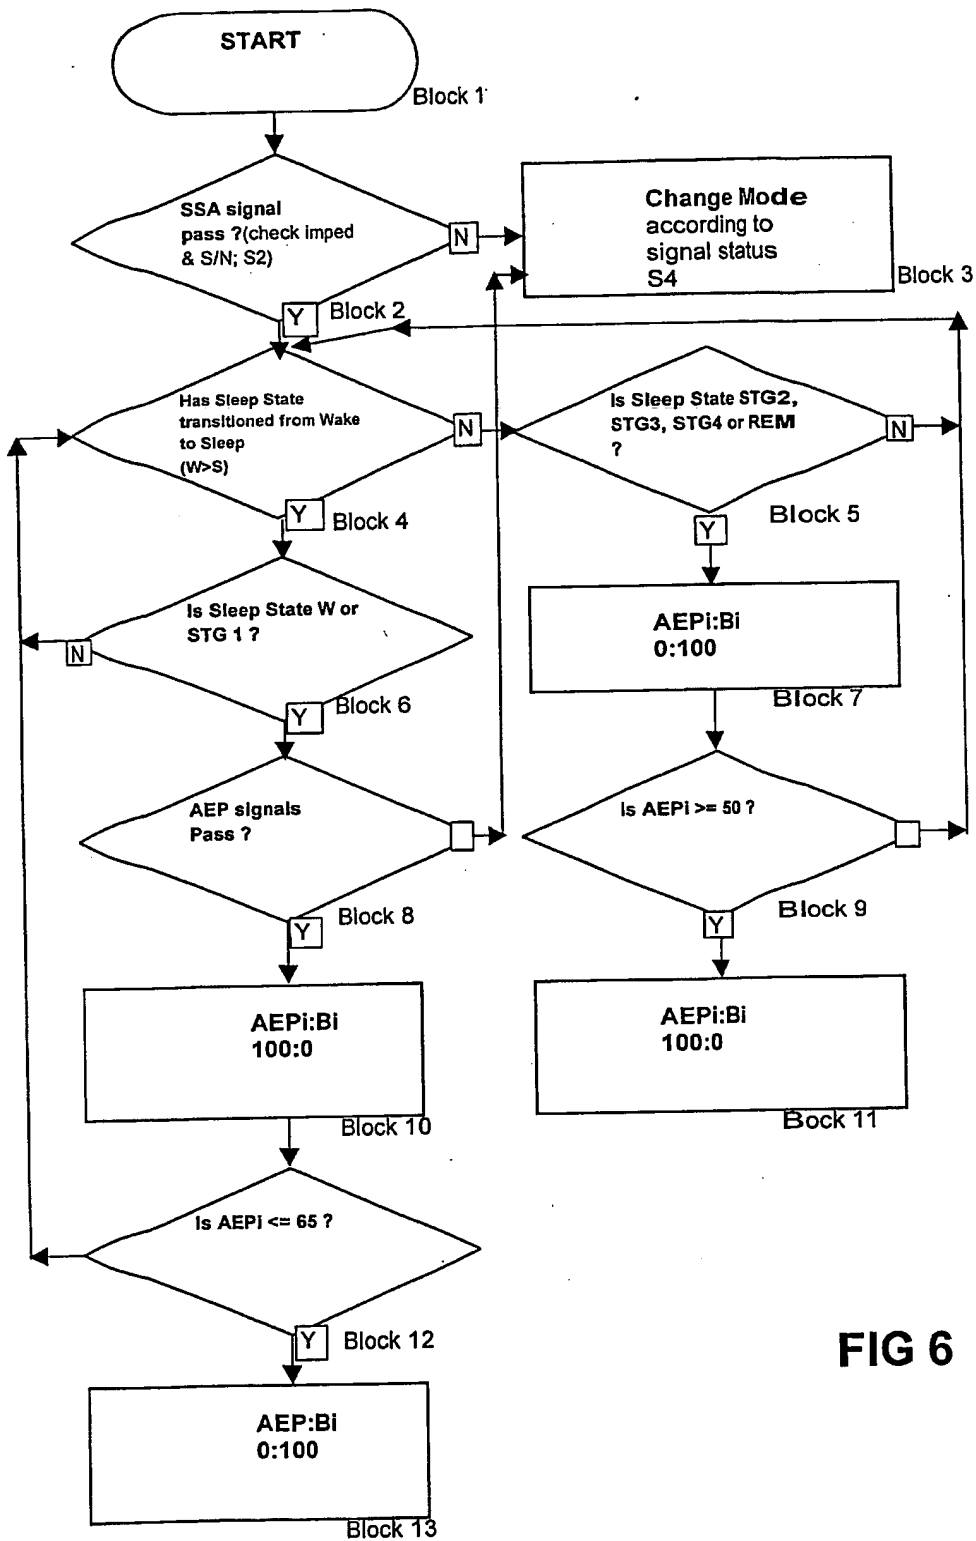 START
Block 1
SSA signal
pass ?(check imped
& S/N; S2)
N
Y
Block 2
Change Mode
according to
signal status
S4
Block 3
Has Sleep State
transitioned from Wake
to Sleep
(W>S)
N
Y
Block 4
Is Sleep State STG2,
STG3, STG4 or REM
?
N
Y
Block 5
Is Sleep State W or
STG 1 ?
N
Y
Block 6
AEPi:Bi
0:100
Block 7
AEP signals
Pass ?
Y
Block 8
Is AEPi >= 50 ?
Y
Block 9
AEPi:Bi
100:0
Block 10
AEPi:Bi
100:0
Bock 11
Is AEPi <= 65 ?
Y
Block 12
AEP:Bi
0:100
Block 13
FIG 6